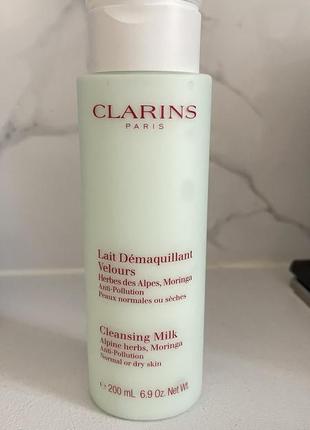 CLARINS
PARIS
Lait Démaquillant
Velours
Herbes des Alpes, Moringa
Anti-Pollution
Peaux normales ou sèches
Cleansing Milk
Alpine herbs, Moringa
Anti-Pollution
Normal or dry skin
e 200 mL 6.9 Oz. Net Wt.